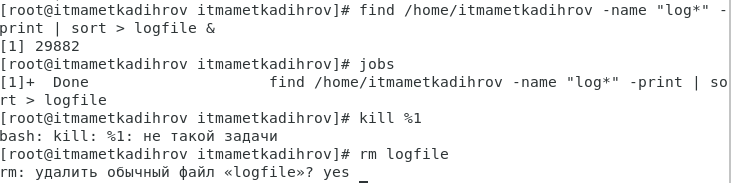 [root@itmametkadihrov itmametkadihrov]# find /home/itmametkadihrov -name "log*" -
print | sort > logfile &
[1] 29882
[root@itmametkadihrov itmametkadihrov]# jobs
[1]+  Done                    find /home/itmametkadihrov -name "log*" -print | so
rt > logfile
[root@itmametkadihrov itmametkadihrov]# kill %1
bash: kill: %1: не такой задачи
[root@itmametkadihrov itmametkadihrov]# rm logfile
rm: удалить обычный файл «logfile»? yes